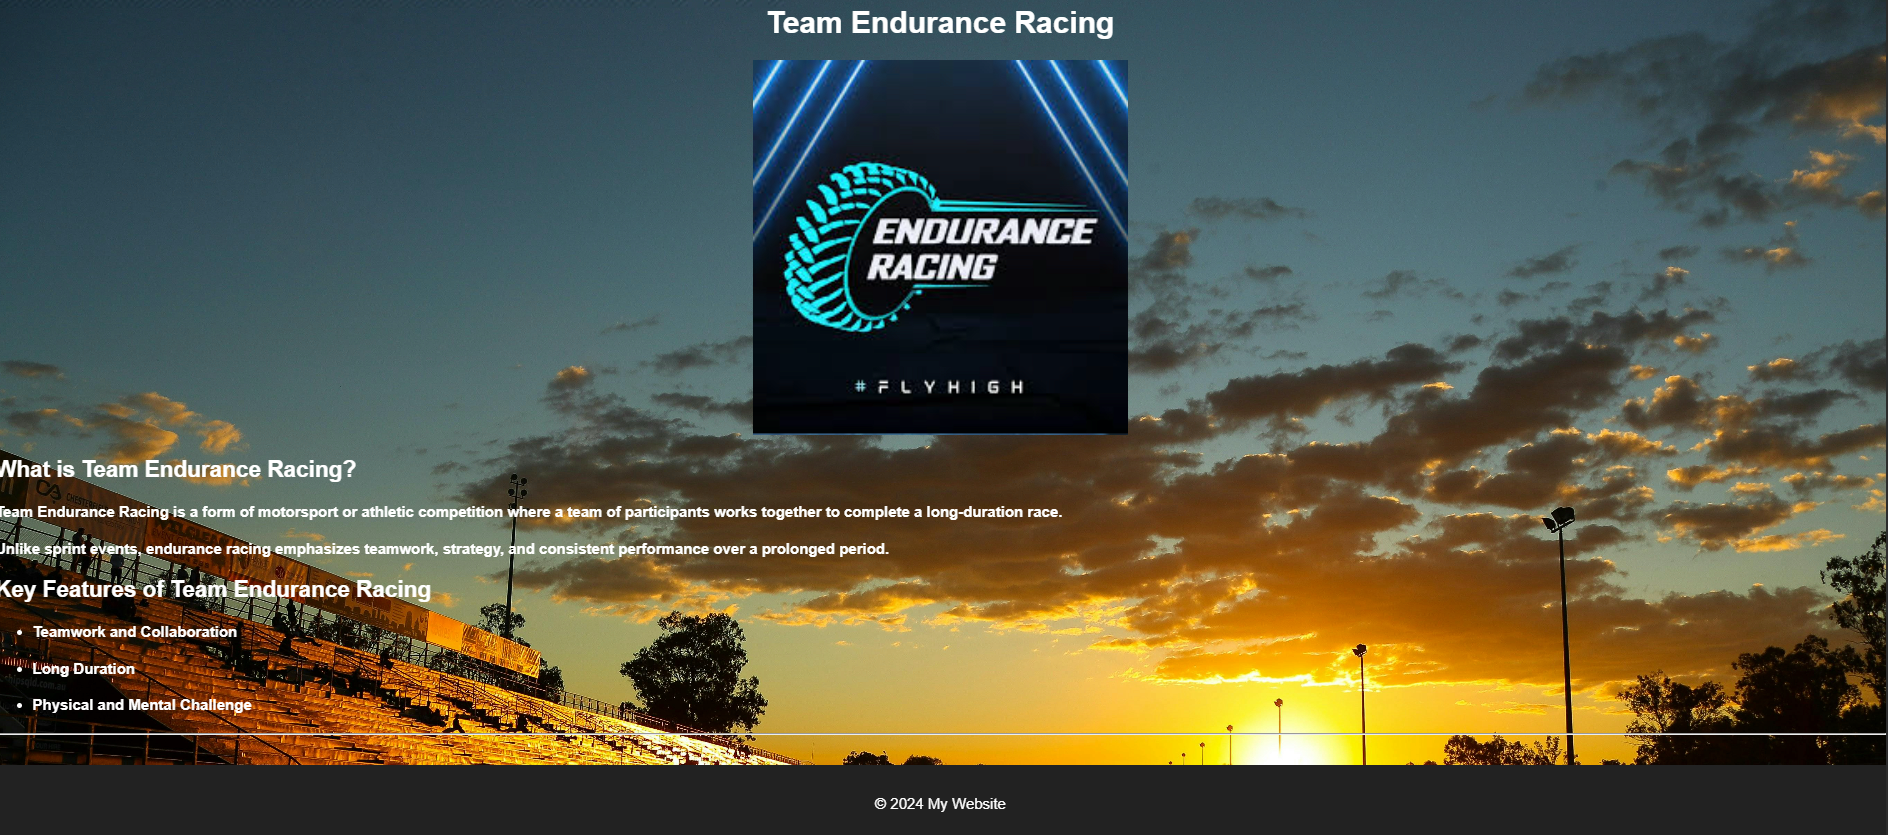 Team Endurance Racing
ENDURANCE
RACING
#FLYHIGH
What is Team Endurance Racing?
Team Endurance Racing is a form of motorsport or athletic competition where a team of participants works together to complete a long-duration race.
Unlike sprint events, endurance racing emphasizes teamwork, strategy, and consistent performance over a prolonged period.
Key Features of Team Endurance Racing
• Teamwork and Collaboration
• Long Duration
• Physical and Mental Challenge
© 2024 My Website